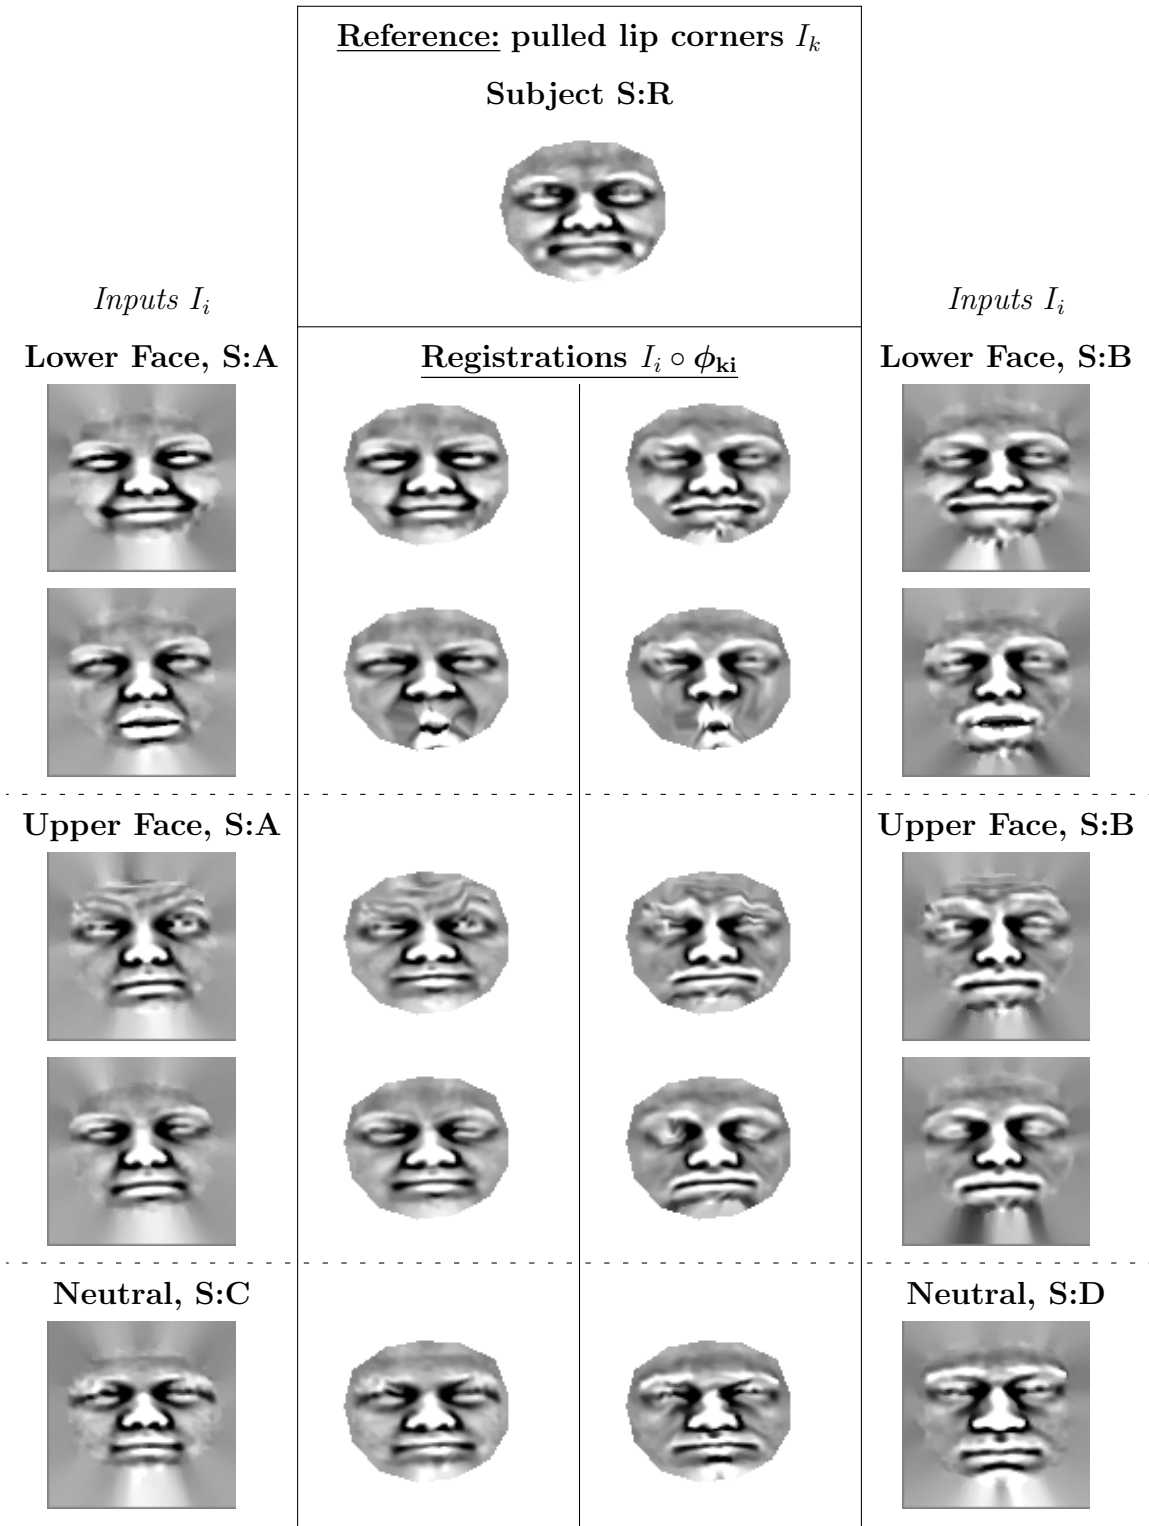 Reference: pulled lip corners I_k
Subject S:R
Inputs I_i
Inputs I_i
Lower Face, S:A
Registrations I_i ∘ ϕ_ki
Lower Face, S:B
Upper Face, S:A
Upper Face, S:B
Neutral, S:C
Neutral, S:D